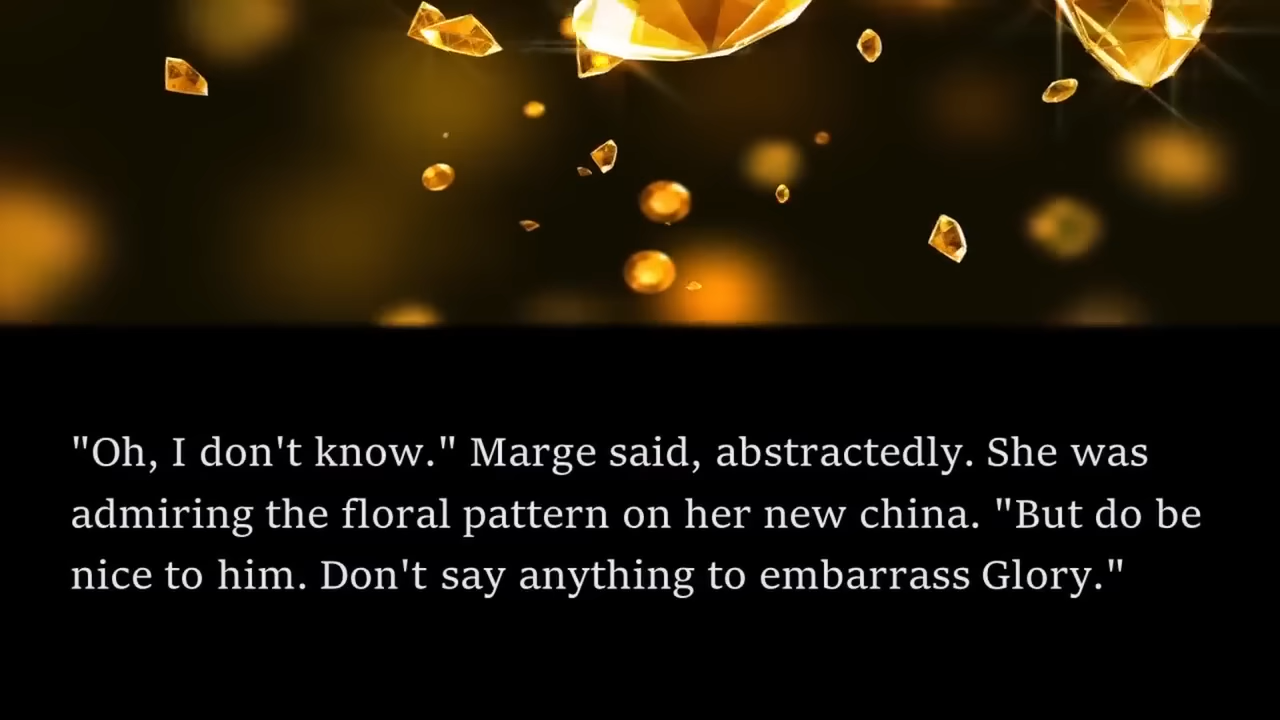 "Oh, I don't know." Marge said, abstractedly. She was
admiring the floral pattern on her new china. "But do be
nice to him. Don't say anything to embarrass Glory."